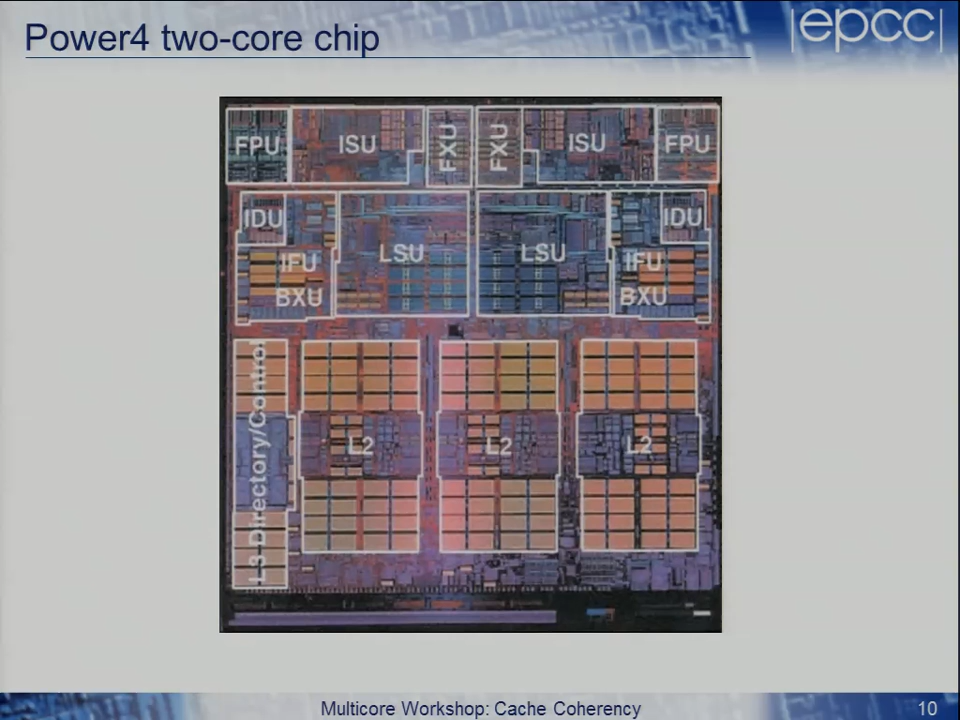 Power4 two-core chip
|epcc|
FPU ISU FXU FXU ISU FPU
IDU LSU LSU IDU
IFU IFU
BXU BXU
L3 Directory/Control
L2 L2 L2
Multicore Workshop: Cache Coherency 10